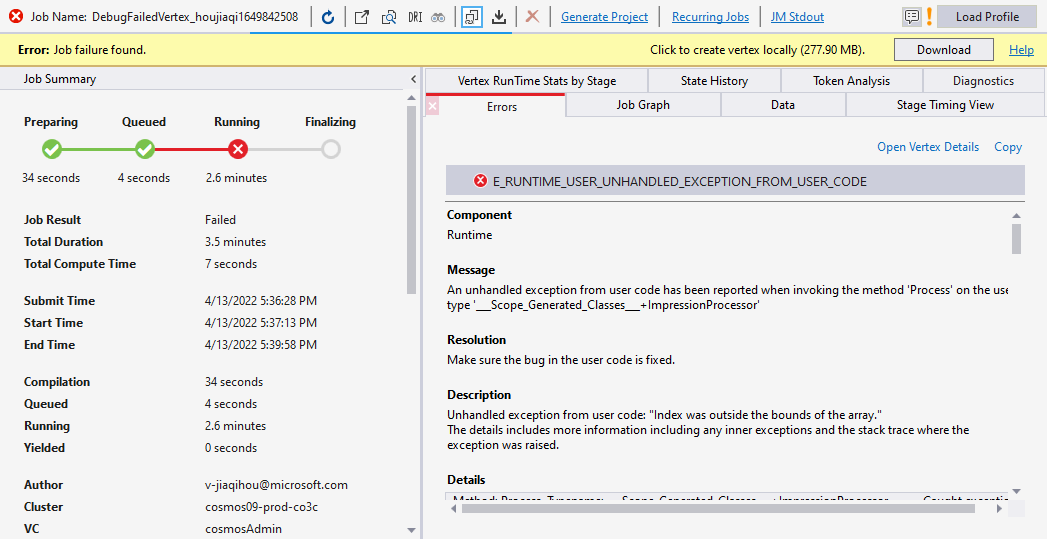 Job Name: DebugFailedVertex_houjiaqi1649842508
DRI
Generate Project
Recurring Jobs
JM Stdout
Load Profile
Error: Job failure found.
Click to create vertex locally (277.90 MB).
Download
Help
Job Summary
Preparing Queued Running Finalizing
34 seconds 4 seconds 2.6 minutes
Job Result Failed
Total Duration 3.5 minutes
Total Compute Time 7 seconds
Submit Time 4/13/2022 5:36:28 PM
Start Time 4/13/2022 5:37:13 PM
End Time 4/13/2022 5:39:58 PM
Compilation 34 seconds
Queued 4 seconds
Running 2.6 minutes
Yielded 0 seconds
Author v-jiaqihou@microsoft.com
Cluster cosmos09-prod-co3c
VC cosmosAdmin
Vertex RunTime Stats by Stage State History Token Analysis Diagnostics
Errors Job Graph Data Stage Timing View
Open Vertex Details Copy
E_RUNTIME_USER_UNHANDLED_EXCEPTION_FROM_USER_CODE
Component
Runtime
Message
An unhandled exception from user code has been reported when invoking the method 'Process' on the use
type '___Scope_Generated_Classes___+ImpressionProcessor'
Resolution
Make sure the bug in the user code is fixed.
Description
Unhandled exception from user code: "Index was outside the bounds of the array."
The details includes more information including any inner exceptions and the stack trace where the
exception was raised.
Details